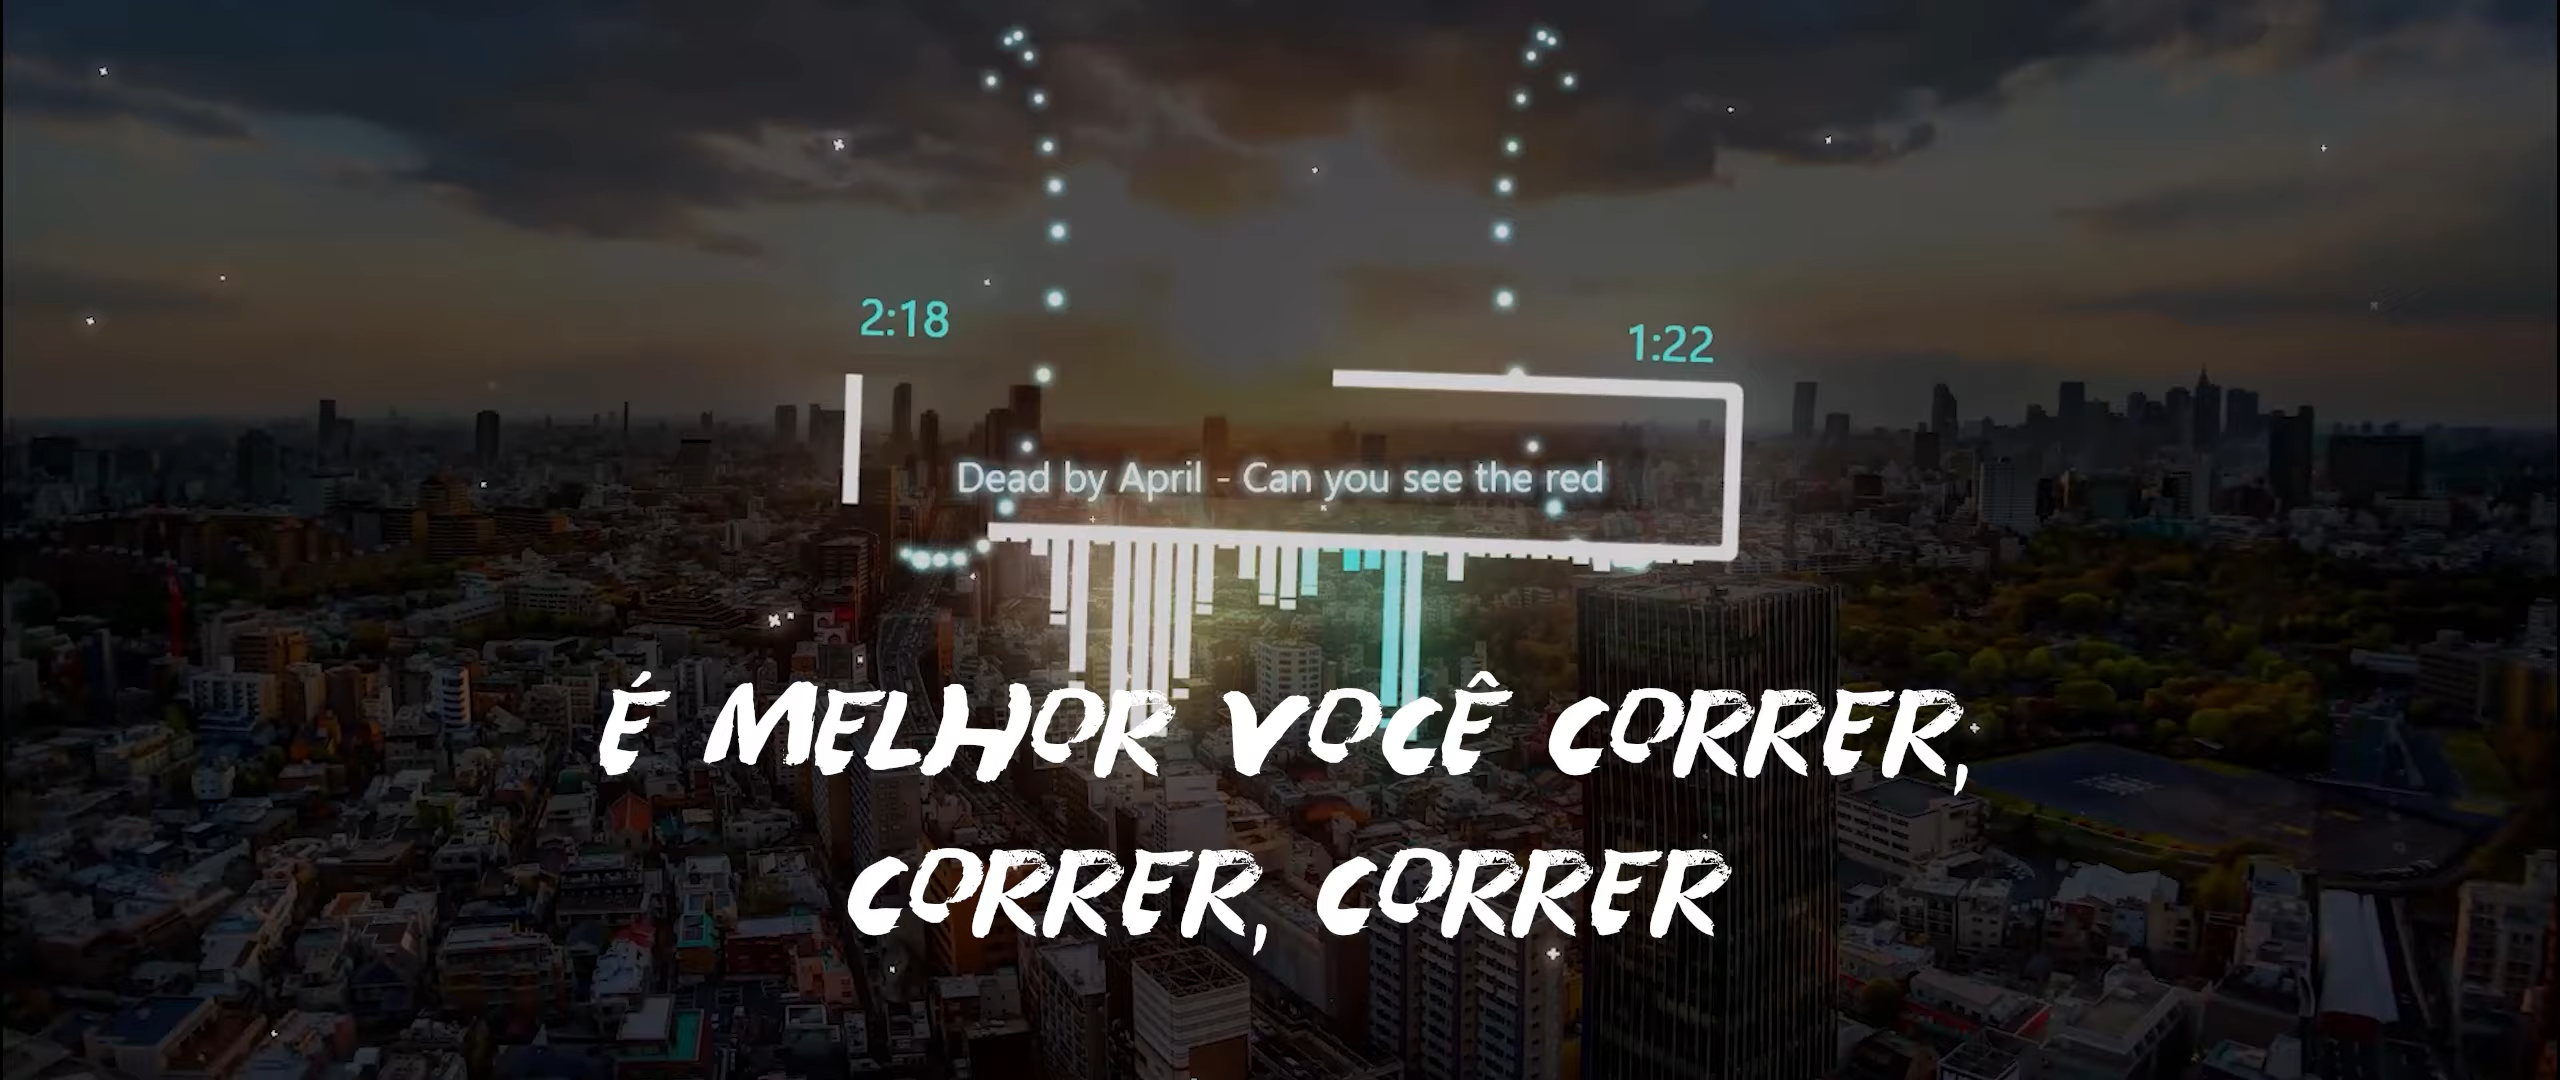 2:18
1:22
Dead by April - Can you see the red
É MELHOR VOCÊ CORRER,
CORRER, CORRER